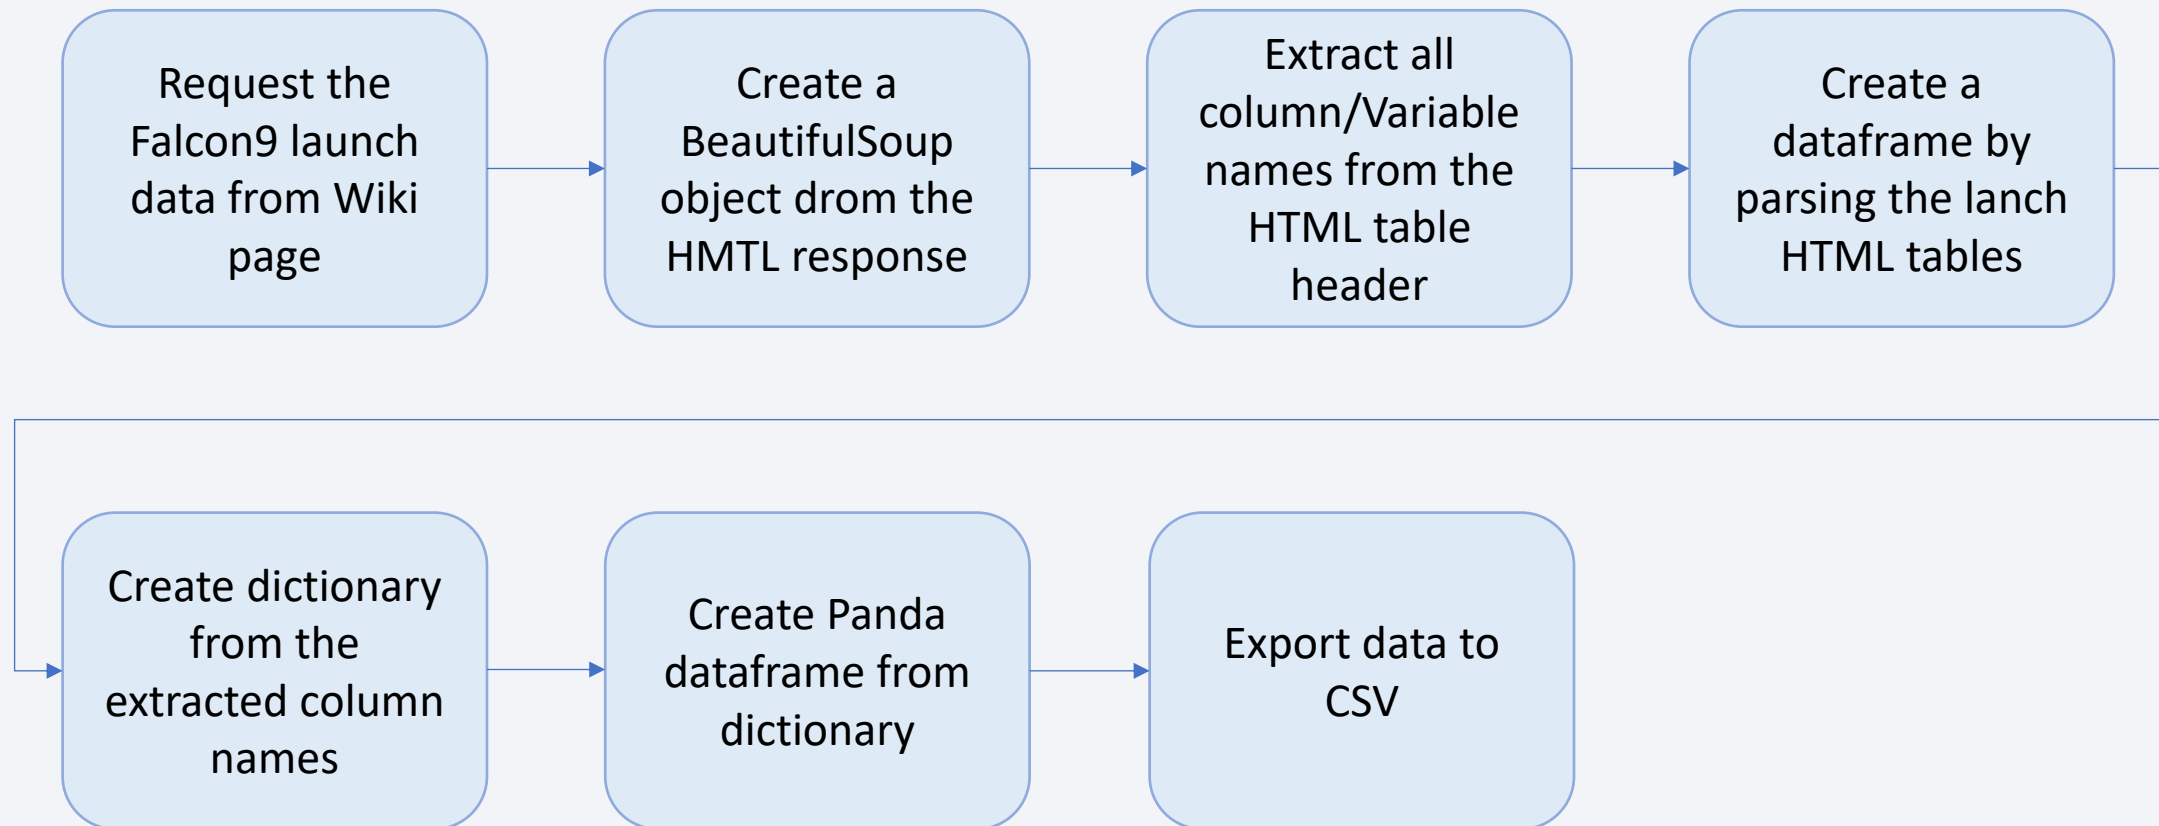 Request the
Falcon9 launch
data from Wiki
page
Create a
BeautifulSoup
object drom the
HMTL response
Extract all
column/Variable
names from the
HTML table
header
Create a
dataframe by
parsing the lanch
HTML tables
Create dictionary
from the
extracted column
names
Create Panda
dataframe from
dictionary
Export data to
CSV